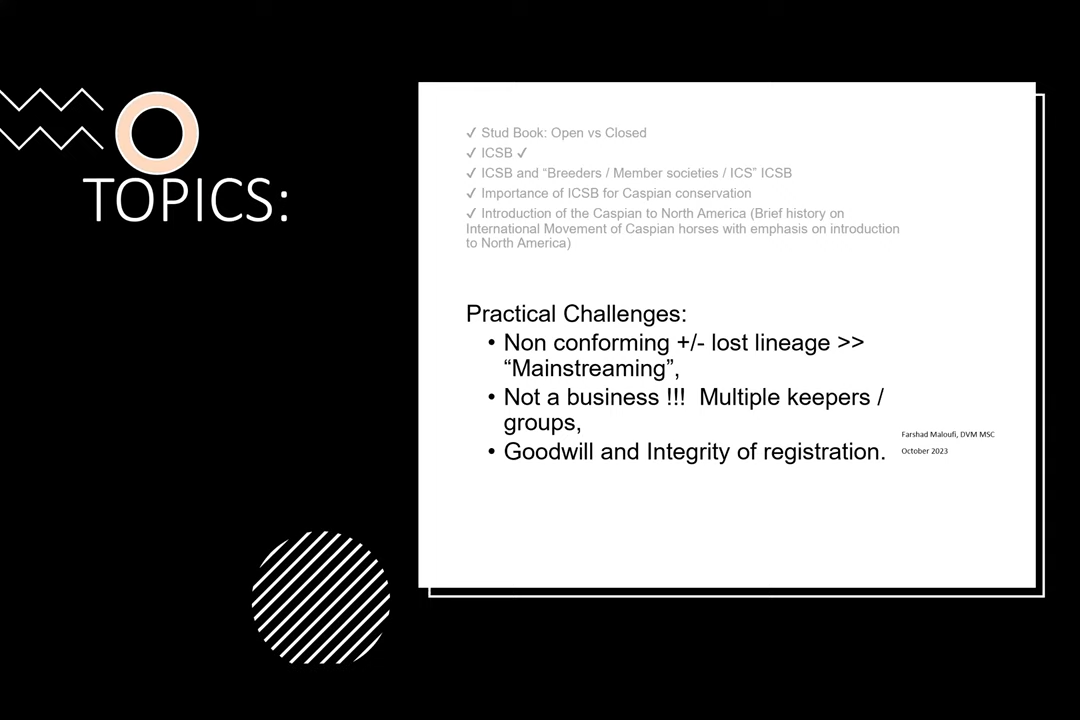 TOPICS:
✓ Stud Book: Open vs Closed
✓ ICSB ✓
✓ ICSB and “Breeders / Member societies / ICS” ICSB
✓ Importance of ICSB for Caspian conservation
✓ Introduction of the Caspian to North America (Brief history on
International Movement of Caspian horses with emphasis on introduction
to North America)
Practical Challenges:
• Non conforming +/- lost lineage >>
“Mainstreaming”,
• Not a business !!!  Multiple keepers /
groups,
• Goodwill and Integrity of registration.
Farshad Maloufi, DVM MSC
October 2023